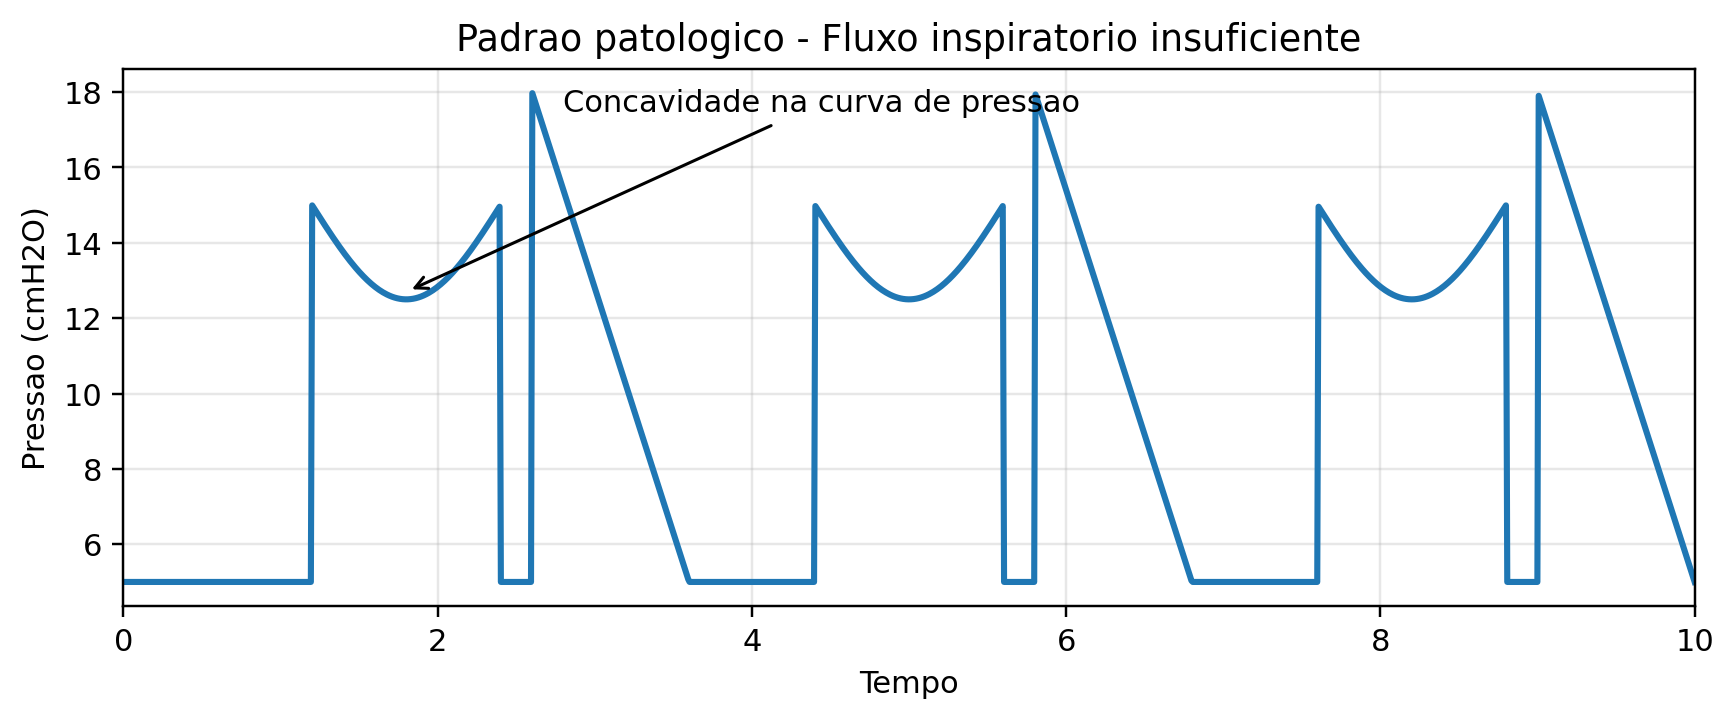 Padrao patologico - Fluxo inspiratorio insuficiente
Concavidade na curva de pressao
Pressao (cmH2O)
18
16
14
12
10
8
6
0 2 4 6 8 10
Tempo